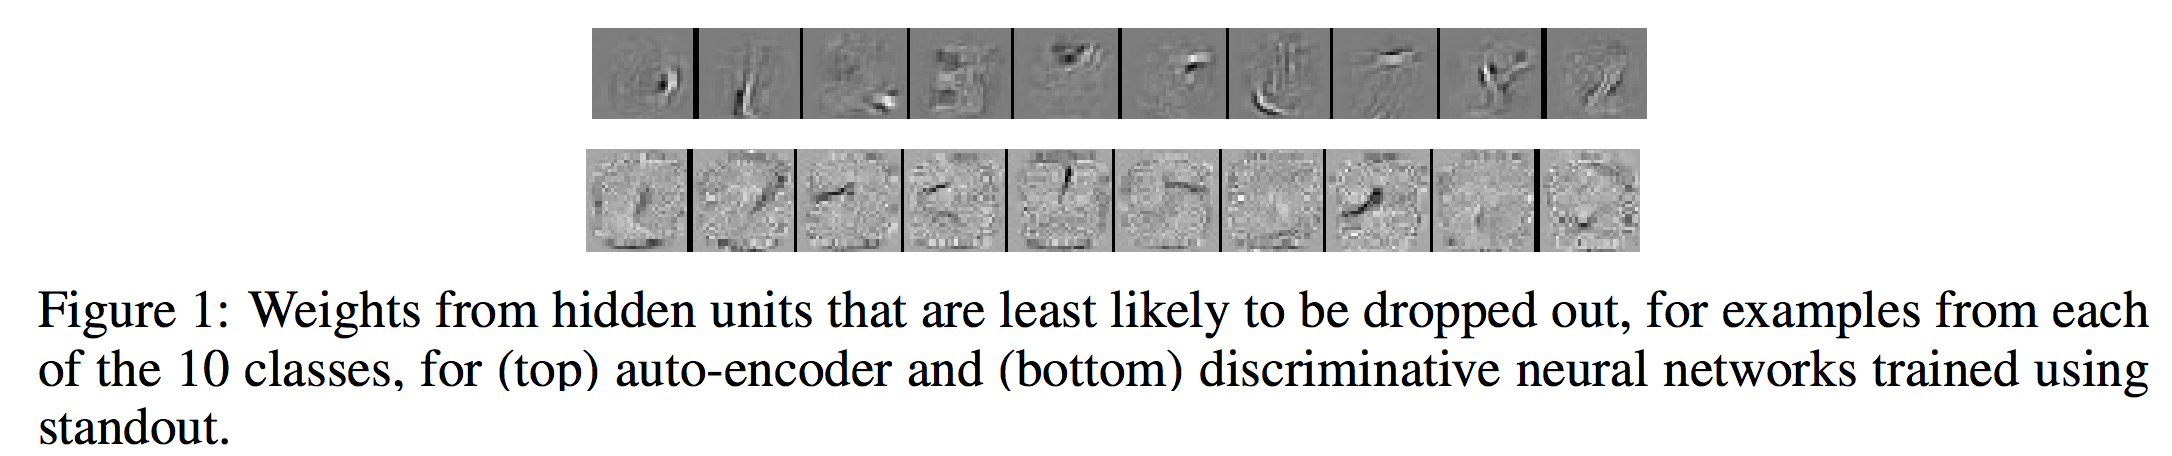 Figure 1: Weights from hidden units that are least likely to be dropped out, for examples from each
of the 10 classes, for (top) auto-encoder and (bottom) discriminative neural networks trained using
standout.